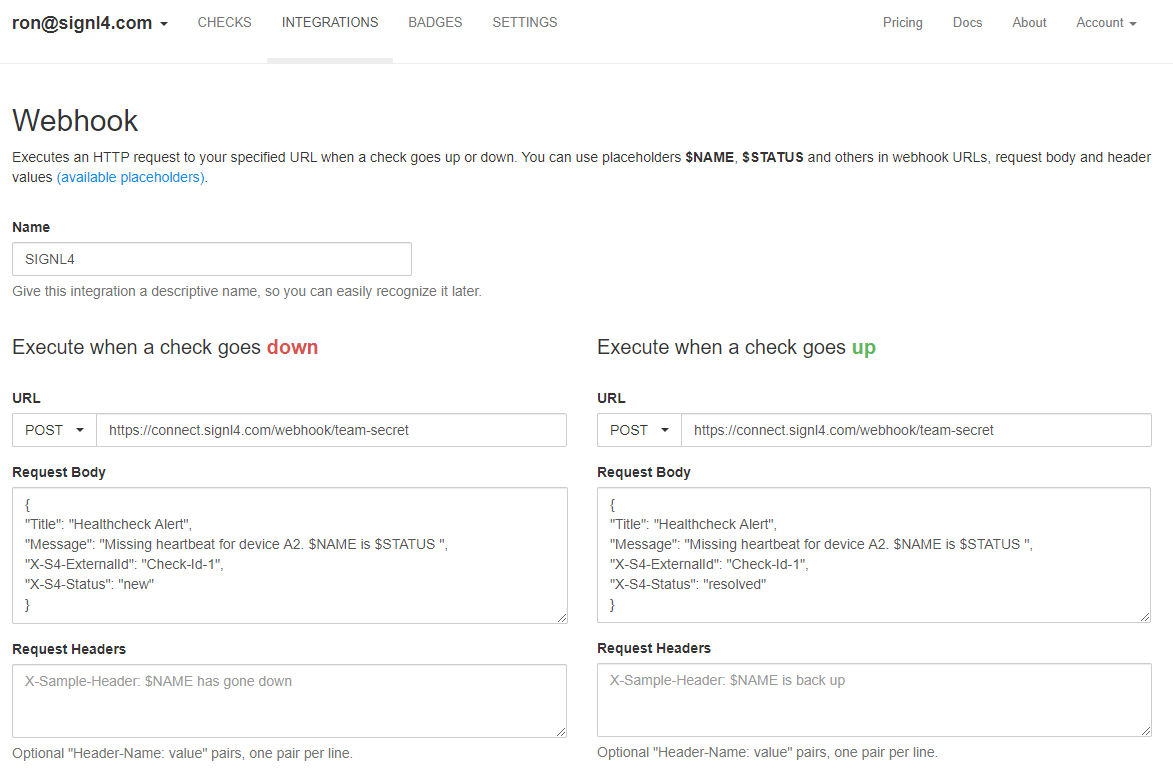 ron@signl4.com CHECKS INTEGRATIONS BADGES SETTINGS Pricing Docs About Account
Webhook
Executes an HTTP request to your specified URL when a check goes up or down. You can use placeholders $NAME, $STATUS and others in webhook URLs, request body and header
values (available placeholders).
Name
SIGNL4
Give this integration a descriptive name, so you can easily recognize it later.
Execute when a check goes down
URL
POST https://connect.signl4.com/webhook/team-secret
Request Body
{
"Title": "Healthcheck Alert",
"Message": "Missing heartbeat for device A2. $NAME is $STATUS ",
"X-S4-ExternalId": "Check-Id-1",
"X-S4-Status": "new"
}
Request Headers
X-Sample-Header: $NAME has gone down
Optional "Header-Name: value" pairs, one pair per line.
Execute when a check goes up
URL
POST https://connect.signl4.com/webhook/team-secret
Request Body
{
"Title": "Healthcheck Alert",
"Message": "Missing heartbeat for device A2. $NAME is $STATUS ",
"X-S4-ExternalId": "Check-Id-1",
"X-S4-Status": "resolved"
}
Request Headers
X-Sample-Header: $NAME is back up
Optional "Header-Name: value" pairs, one pair per line.